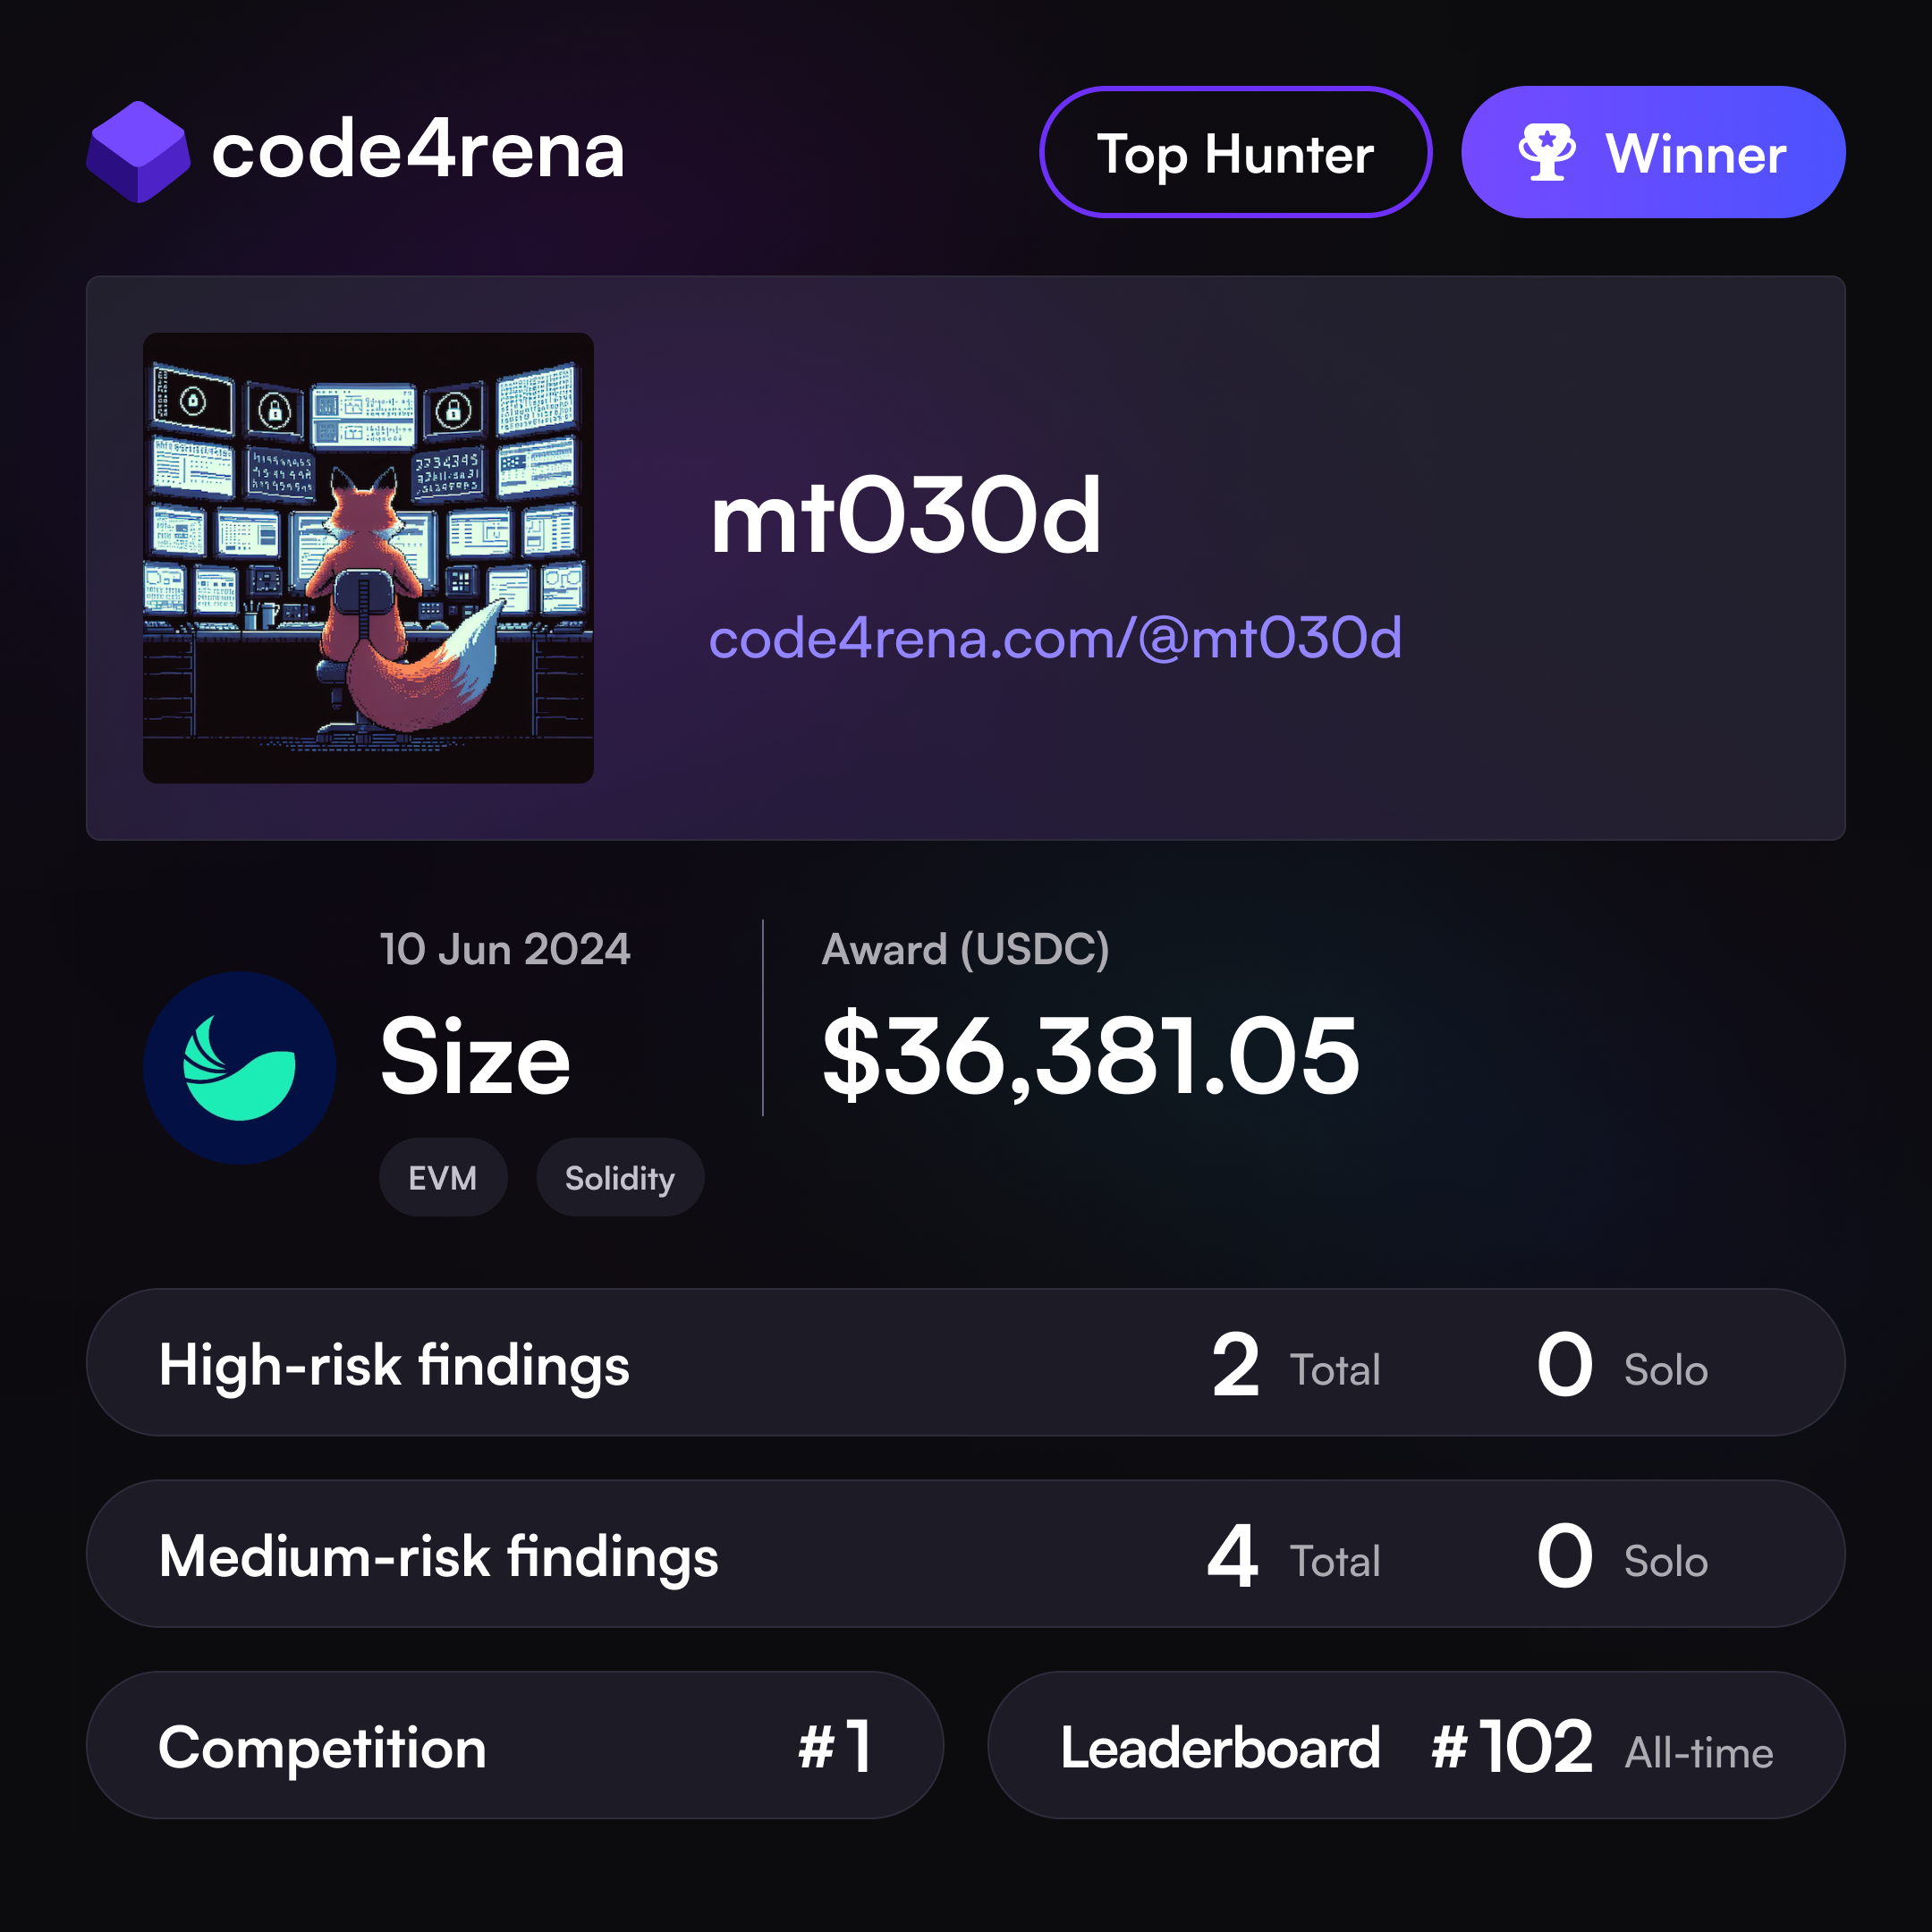 code4rena
Top Hunter
Winner
mt030d
code4rena.com/@mt030d
10 Jun 2024
Size
EVM
Solidity
Award (USDC)
$36,381.05
High-risk findings 2 Total 0 Solo
Medium-risk findings 4 Total 0 Solo
Competition #1
Leaderboard #102 All-time